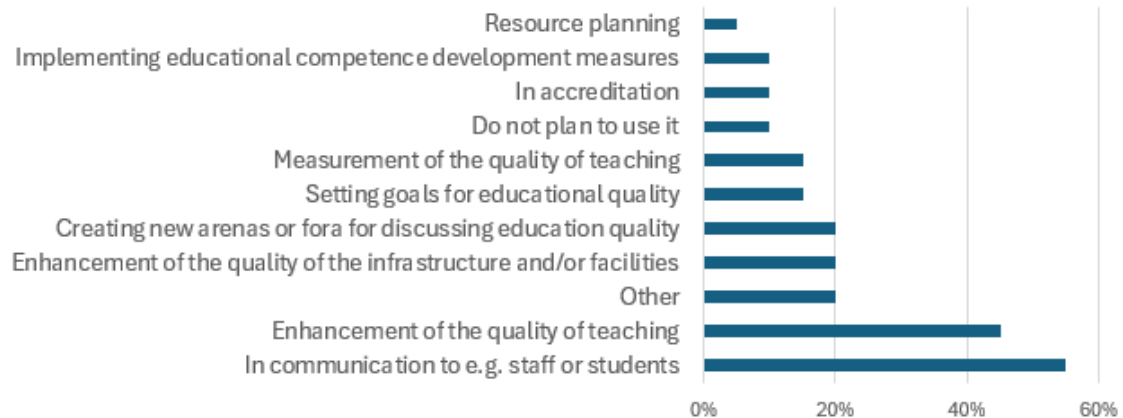 Resource planning
Implementing educational competence development measures
In accreditation
Do not plan to use it
Measurement of the quality of teaching
Setting goals for educational quality
Creating new arenas or fora for discussing education quality
Enhancement of the quality of the infrastructure and/or facilities
Other
Enhancement of the quality of teaching
In communication to e.g. staff or students
0% 20% 40% 60%